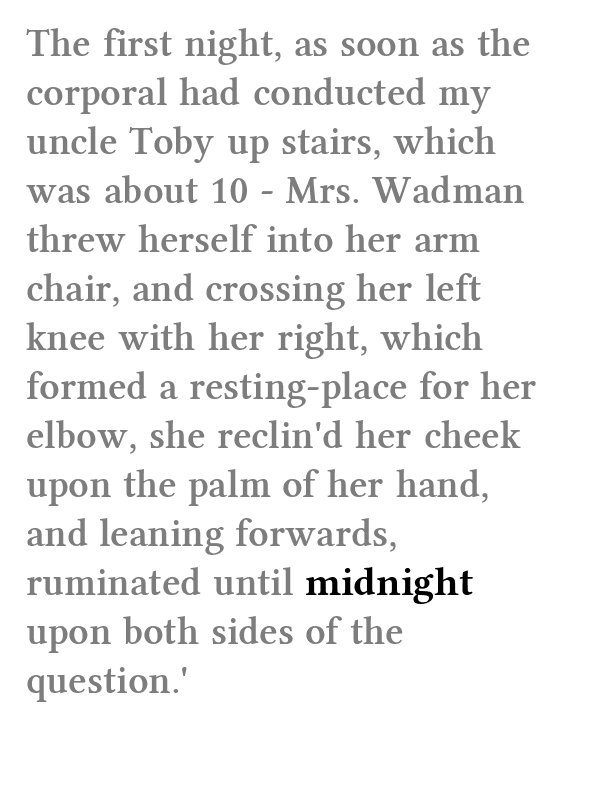 The first night, as soon as the
corporal had conducted my
uncle Toby up stairs, which
was about 10 - Mrs. Wadman
threw herself into her arm
chair, and crossing her left
knee with her right, which
formed a resting-place for her
elbow, she reclin'd her cheek
upon the palm of her hand,
and leaning forwards,
ruminated until midnight
upon both sides of the
question.'